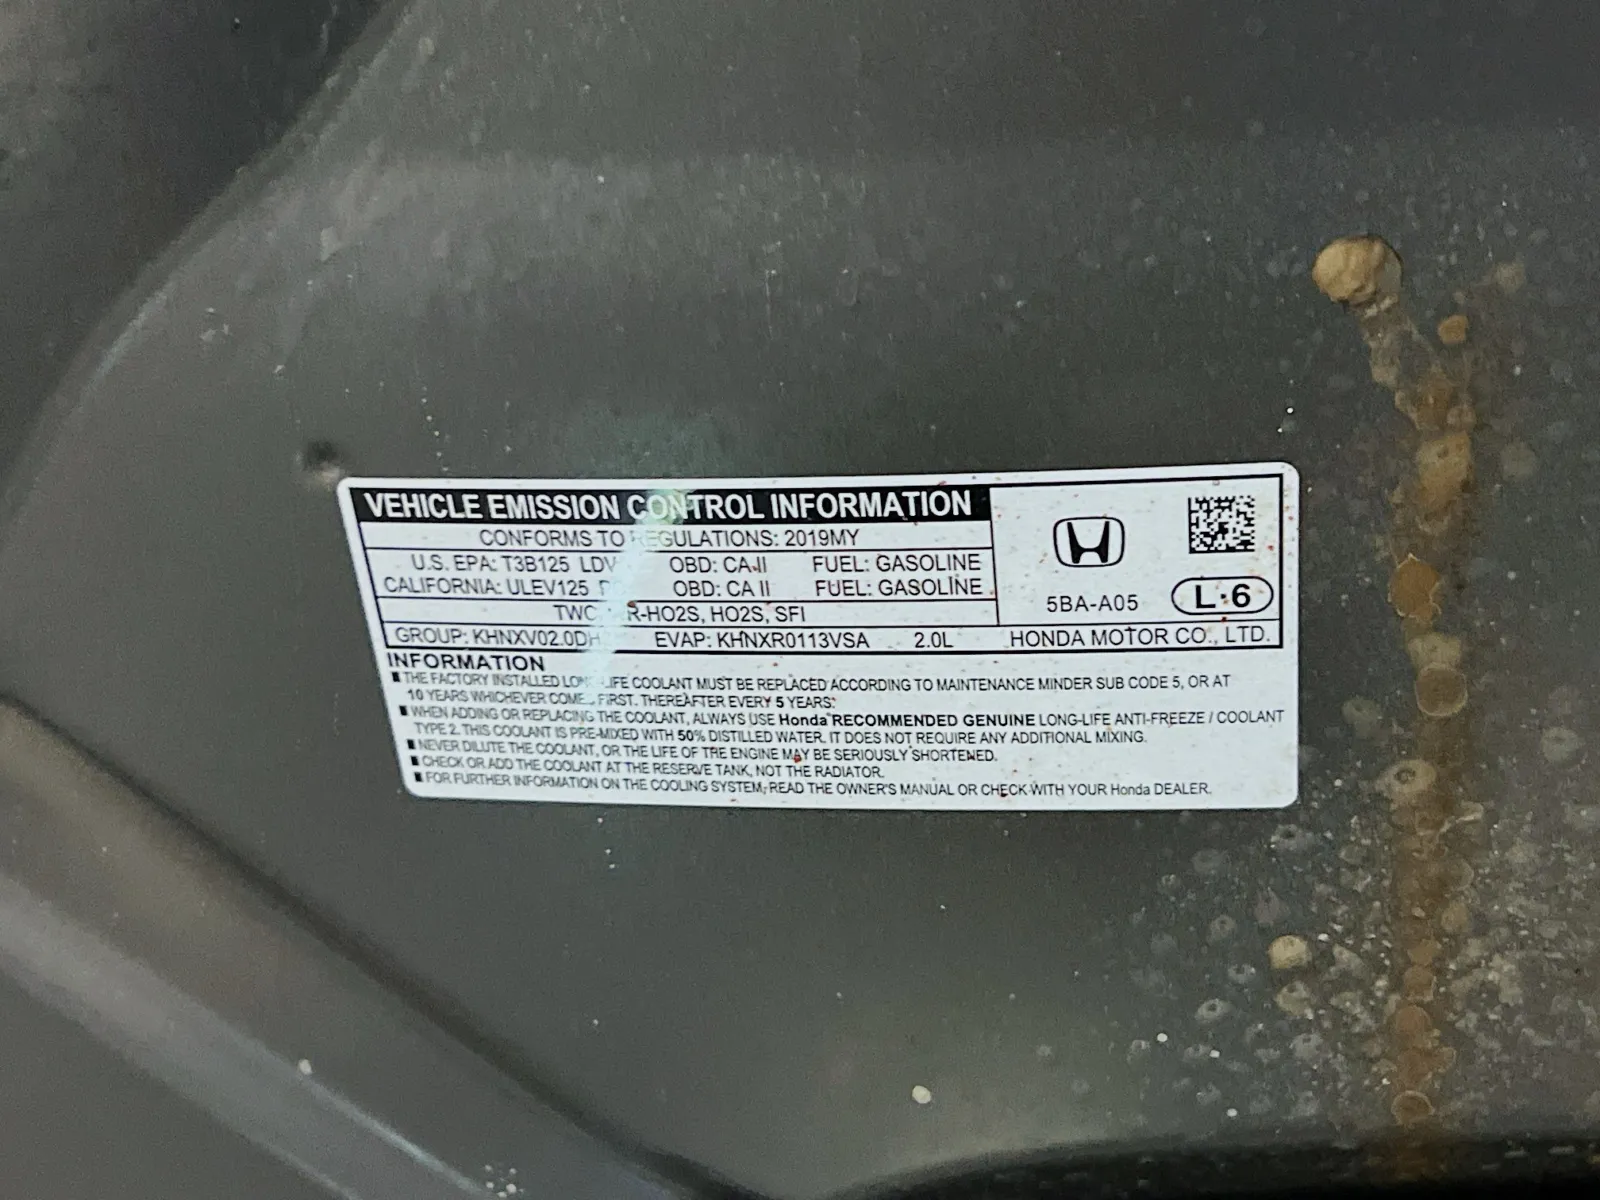 VEHICLE EMISSION CONTROL INFORMATION
CONFORMS TO REGULATIONS: 2019MY
U.S. EPA: T3B125 LDV OBD: CA II FUEL: GASOLINE
CALIFORNIA: ULEV125 OBD: CA II FUEL: GASOLINE
TWC R-HO2S, HO2S, SFI
5BA-A05
L·6
GROUP: EVAP: KHNXR0113VSA 2.0L HONDA MOTOR CO., LTD.
INFORMATION
■ THE FACTORY INSTALLED LONG-LIFE COOLANT MUST BE REPLACED ACCORDING TO MAINTENANCE MINDER SUB CODE 5, OR AT
10 YEARS WHICHEVER COMES FIRST. THEREAFTER EVERY 5 YEARS.
■ WHEN ADDING OR REPLACING THE COOLANT, ALWAYS USE Honda RECOMMENDED GENUINE LONG-LIFE ANTI-FREEZE / COOLANT
TYPE 2. THIS COOLANT IS PRE-MIXED WITH 50% DISTILLED WATER. IT DOES NOT REQUIRE ANY ADDITIONAL MIXING.
■ NEVER DILUTE THE COOLANT, OR THE LIFE OF THE ENGINE MAY BE SERIOUSLY SHORTENED.
■ CHECK OR ADD THE COOLANT AT THE RESERVE TANK, NOT THE RADIATOR.
■ FOR FURTHER INFORMATION ON THE COOLING SYSTEM, READ THE OWNER'S MANUAL OR CHECK WITH YOUR Honda DEALER.